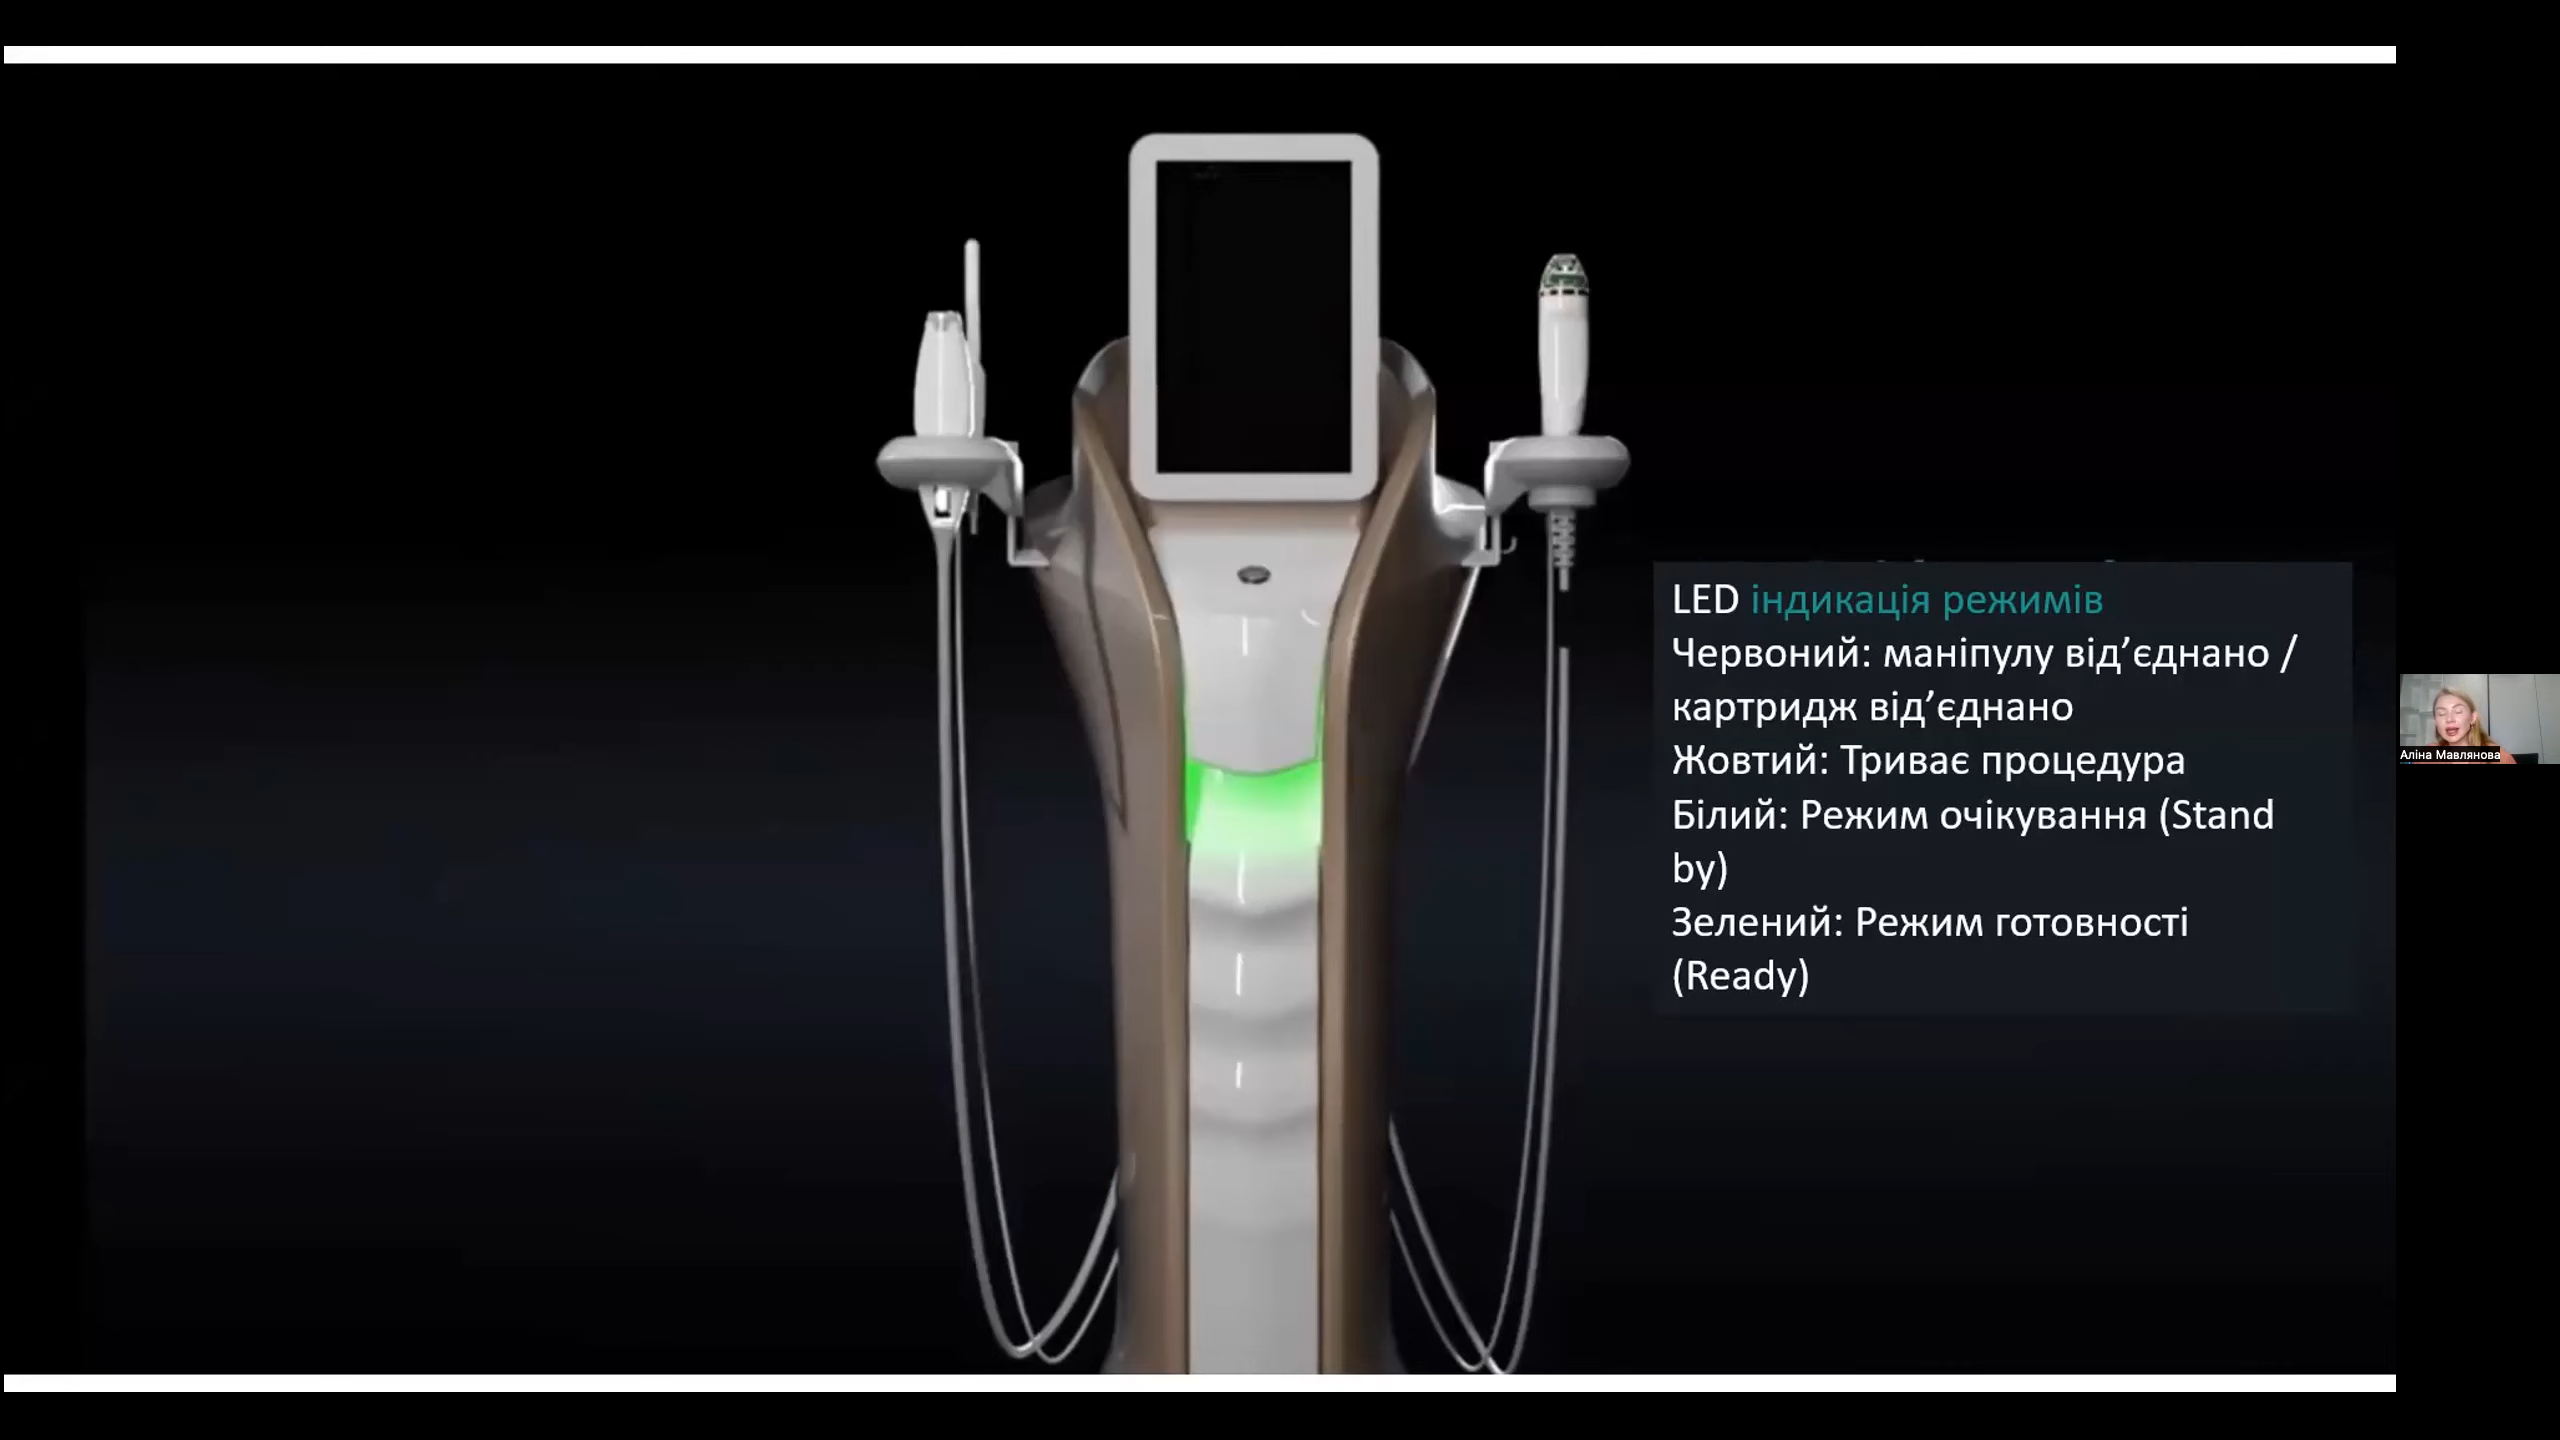 LED індикація режимів
Червоний: маніпулу від’єднано /
картридж від’єднано
Жовтий: Триває процедура
Білий: Режим очікування (Stand
by)
Зелений: Режим готовності
(Ready)
Аліна Мавлянова